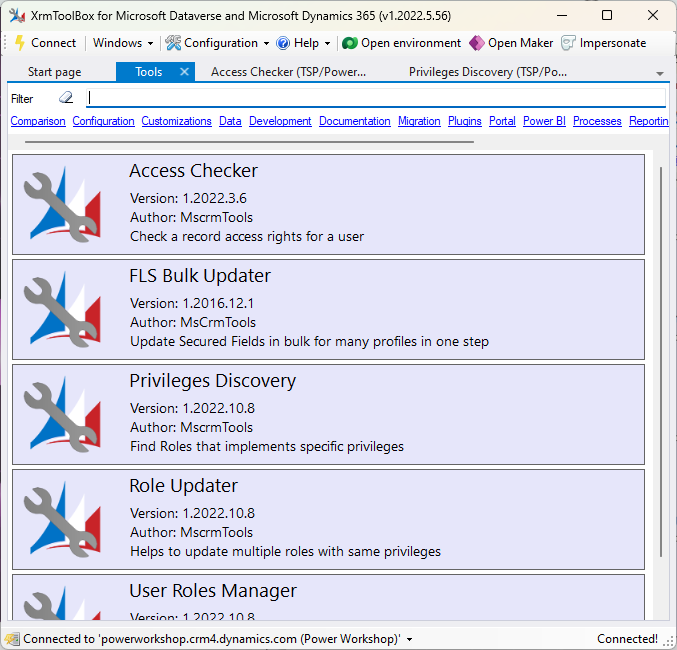 XrmToolBox for Microsoft Dataverse and Microsoft Dynamics 365 (v1.2022.5.56)
Connect Windows Configuration Help Open environment Open Maker Impersonate
Start page Tools Access Checker (TSP/Power... Privileges Discovery (TSP/Po...
Filter
Comparison Configuration Customizations Data Development Documentation Migration Plugins Portal Power BI Processes Reportin
Access Checker
Version: 1.2022.3.6
Author: MscrmTools
Check a record access rights for a user
FLS Bulk Updater
Version: 1.2016.12.1
Author: MsCrmTools
Update Secured Fields in bulk for many profiles in one step
Privileges Discovery
Version: 1.2022.10.8
Author: MscrmTools
Find Roles that implements specific privileges
Role Updater
Version: 1.2022.10.8
Author: MscrmTools
Helps to update multiple roles with same privileges
User Roles Manager
Version: 1.2022.10.8
Connected to 'powerworkshop.crm4.dynamics.com (Power Workshop)' Connected!